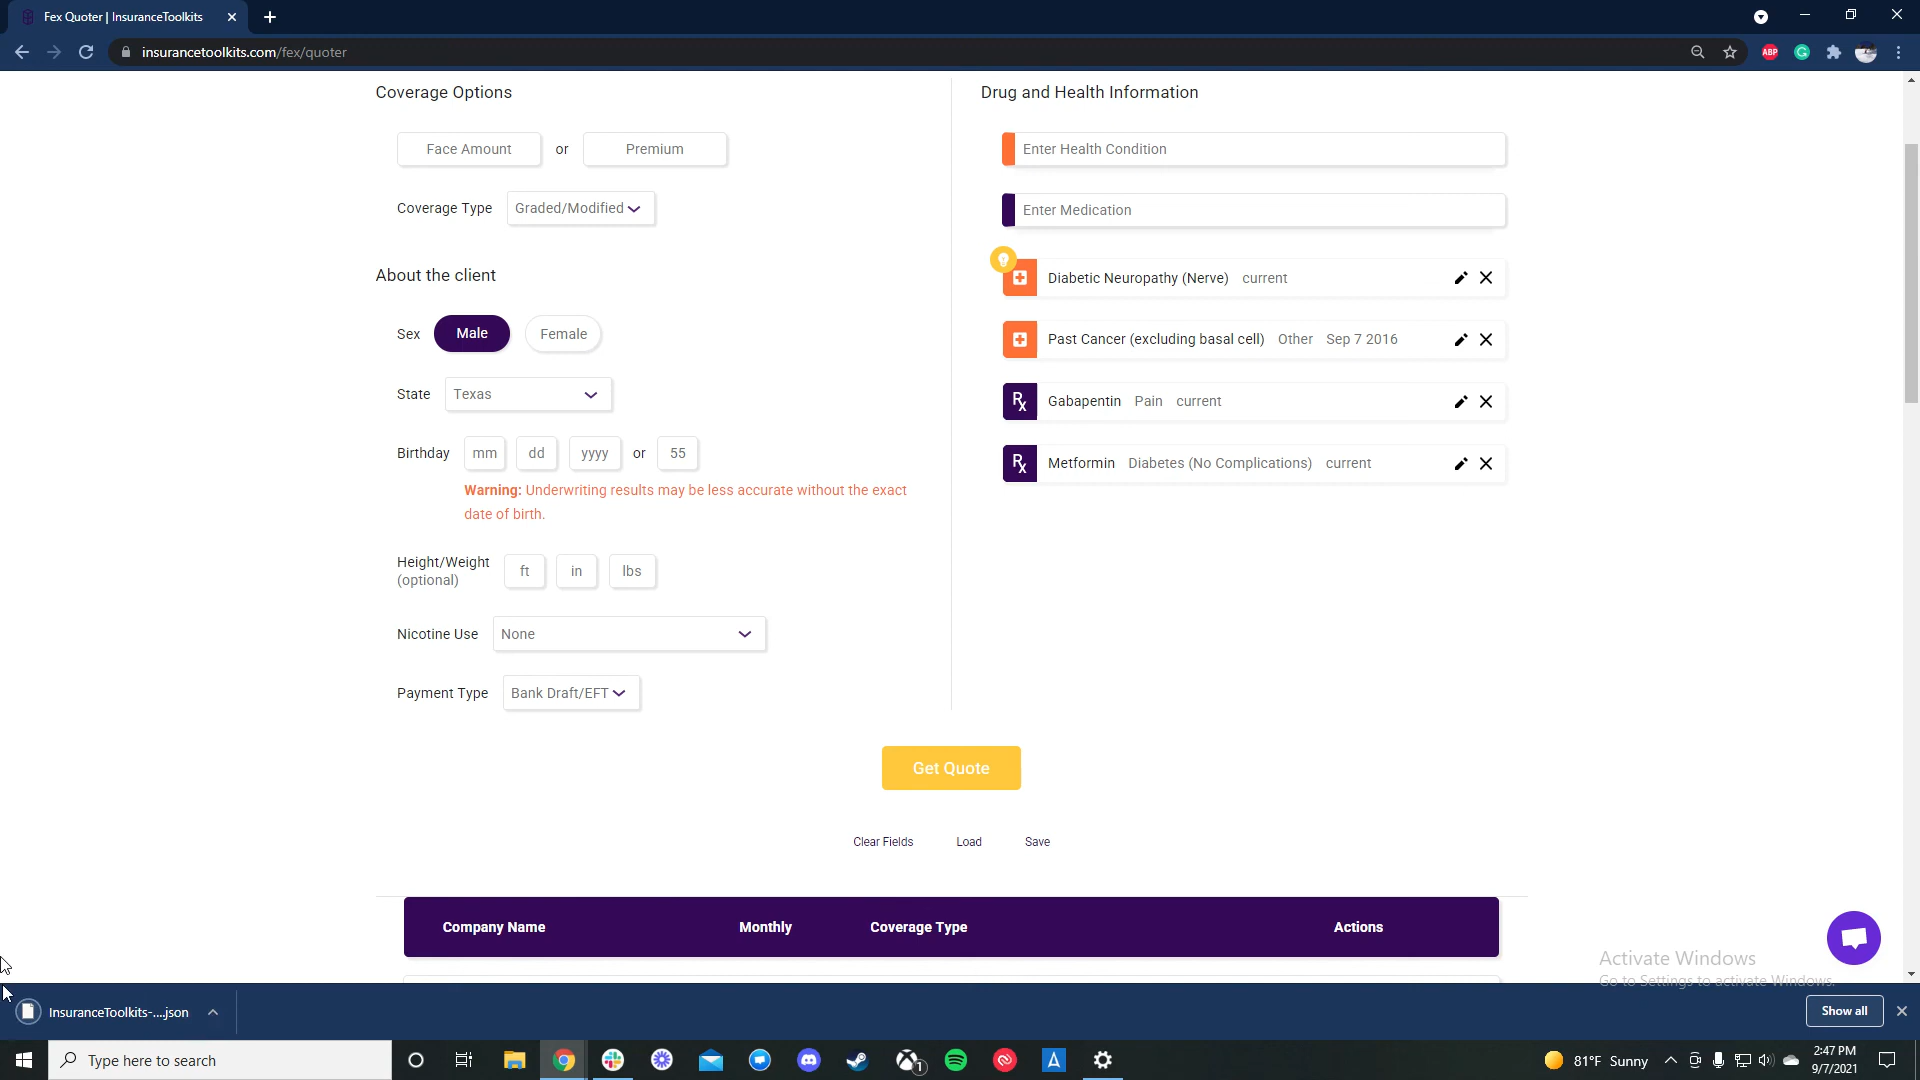 Fex Quoter | InsuranceToolkits
insurancetoolkits.com/fex/quoter
ABP
Coverage Options
Face Amount or Premium
Coverage Type Graded/Modified
About the client
Sex Male Female
State Texas
Birthday mm dd yyyy or 55
Warning: Underwriting results may be less accurate without the exact
date of birth.
Height/Weight
(optional)
ft in lbs
Nicotine Use None
Payment Type Bank Draft/EFT
Drug and Health Information
Enter Health Condition
Enter Medication
Diabetic Neuropathy (Nerve) current
Past Cancer (excluding basal cell) Other Sep 7 2016
Rx Gabapentin Pain current
Rx Metformin Diabetes (No Complications) current
Get Quote
Clear Fields Load Save
Company Name Monthly Coverage Type Actions
Activate Windows
Go to Settings to activate Windows.
InsuranceToolkits-....json
Show all
Type here to search
1
81°F Sunny
2:47 PM
9/7/2021